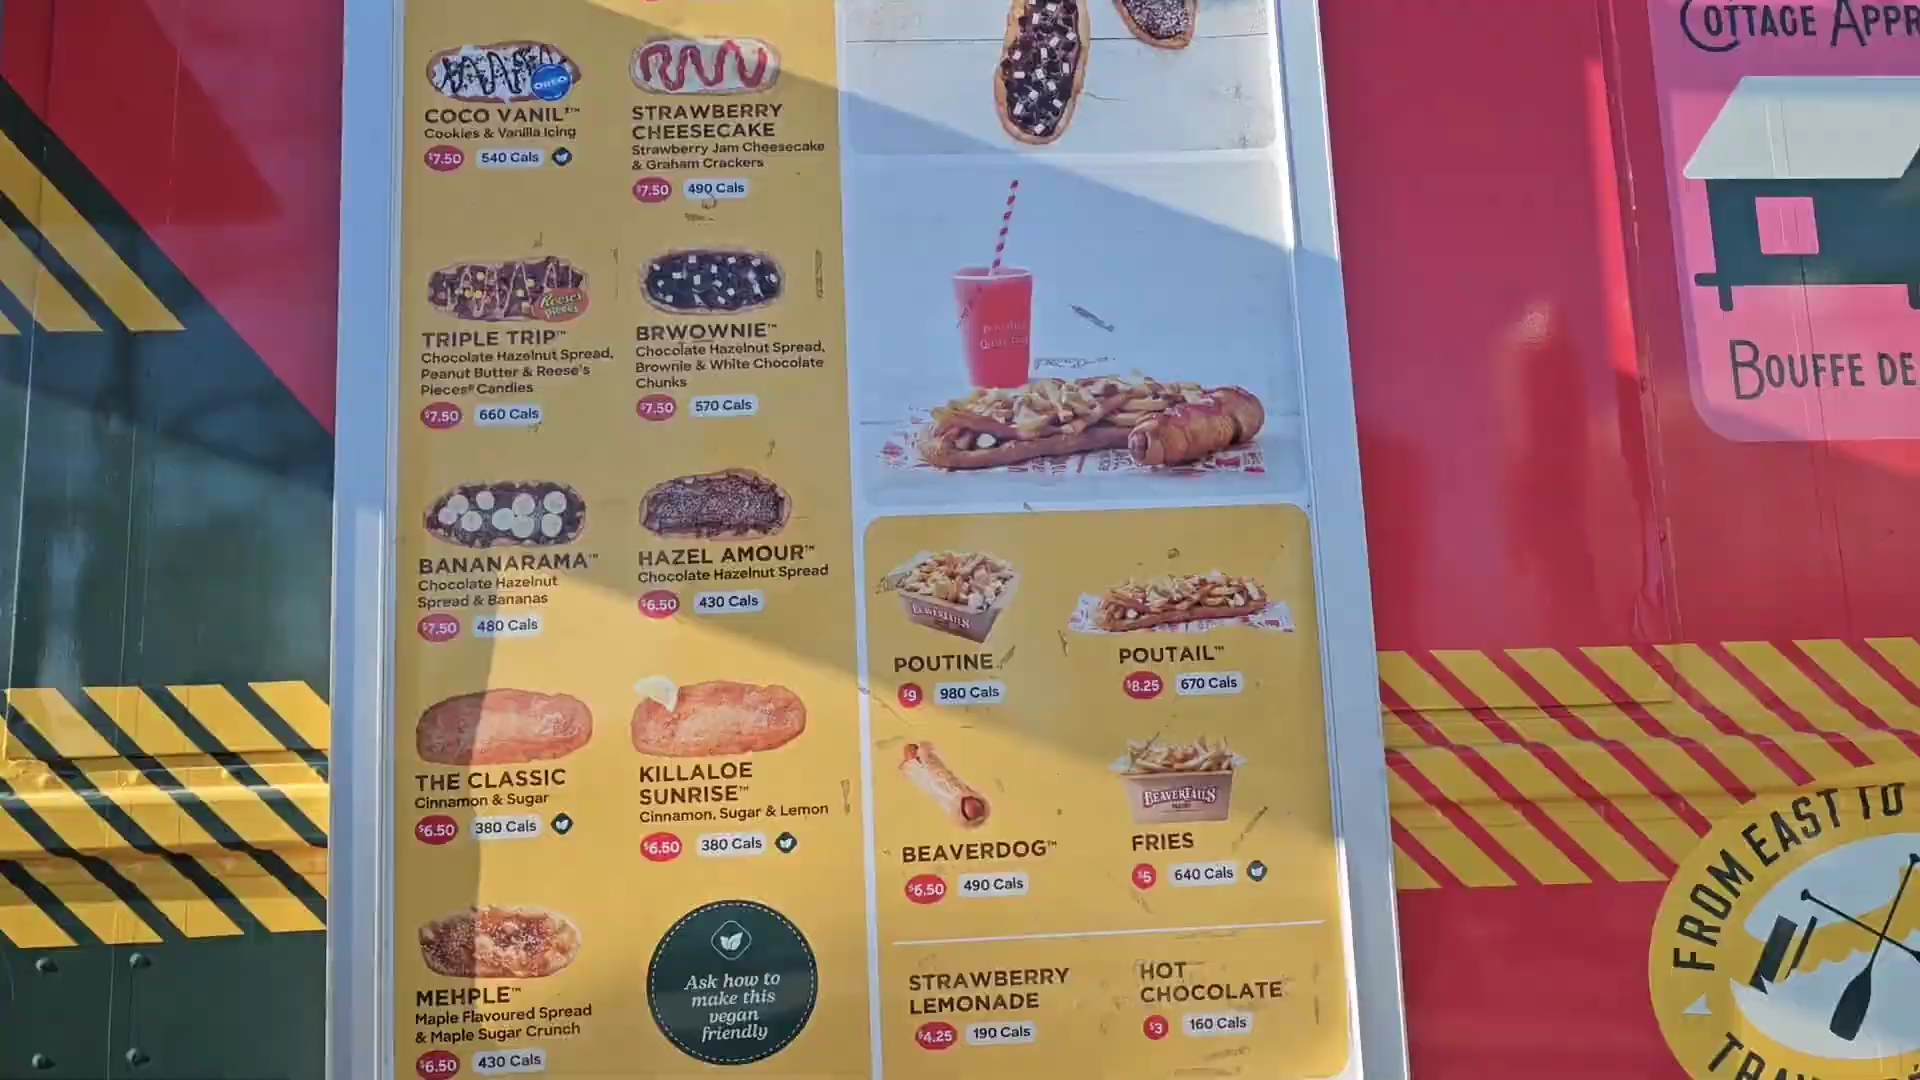 OREO
COCO VANIL'™
Cookies & Vanilla Icing
$7.50 540 Cals
STRAWBERRY
CHEESECAKE
Strawberry Jam Cheesecake
& Graham Crackers
$7.50 490 Cals
Reese's
Pieces
TRIPLE TRIP™
Chocolate Hazelnut Spread,
Peanut Butter & Reese's
Pieces® Candies
$7.50 660 Cals
BRWOWNIE™
Chocolate Hazelnut Spread,
Brownie & White Chocolate
Chunks
$7.50 570 Cals
BANANARAMA™
Chocolate Hazelnut
Spread & Bananas
$7.50 480 Cals
HAZEL AMOUR™
Chocolate Hazelnut Spread
$6.50 430 Cals
THE CLASSIC
Cinnamon & Sugar
$6.50 380 Cals
KILLALOE
SUNRISE™
Cinnamon, Sugar & Lemon
$6.50 380 Cals
MEHPLE™
Maple Flavoured Spread
& Maple Sugar Crunch
$6.50 430 Cals
Ask how to
make this
vegan
friendly
BEAVERTAILS
POUTINE
$9 980 Cals
POUTAIL™
$8.25 670 Cals
BEAVERDOG™
$6.50 490 Cals
BEAVERTAILS
FRIES
$5 640 Cals
STRAWBERRY
LEMONADE
$4.25 190 Cals
HOT
CHOCOLATE
$3 160 Cals
COTTAGE APPR
BOUFFE DE
FROM EAST TO